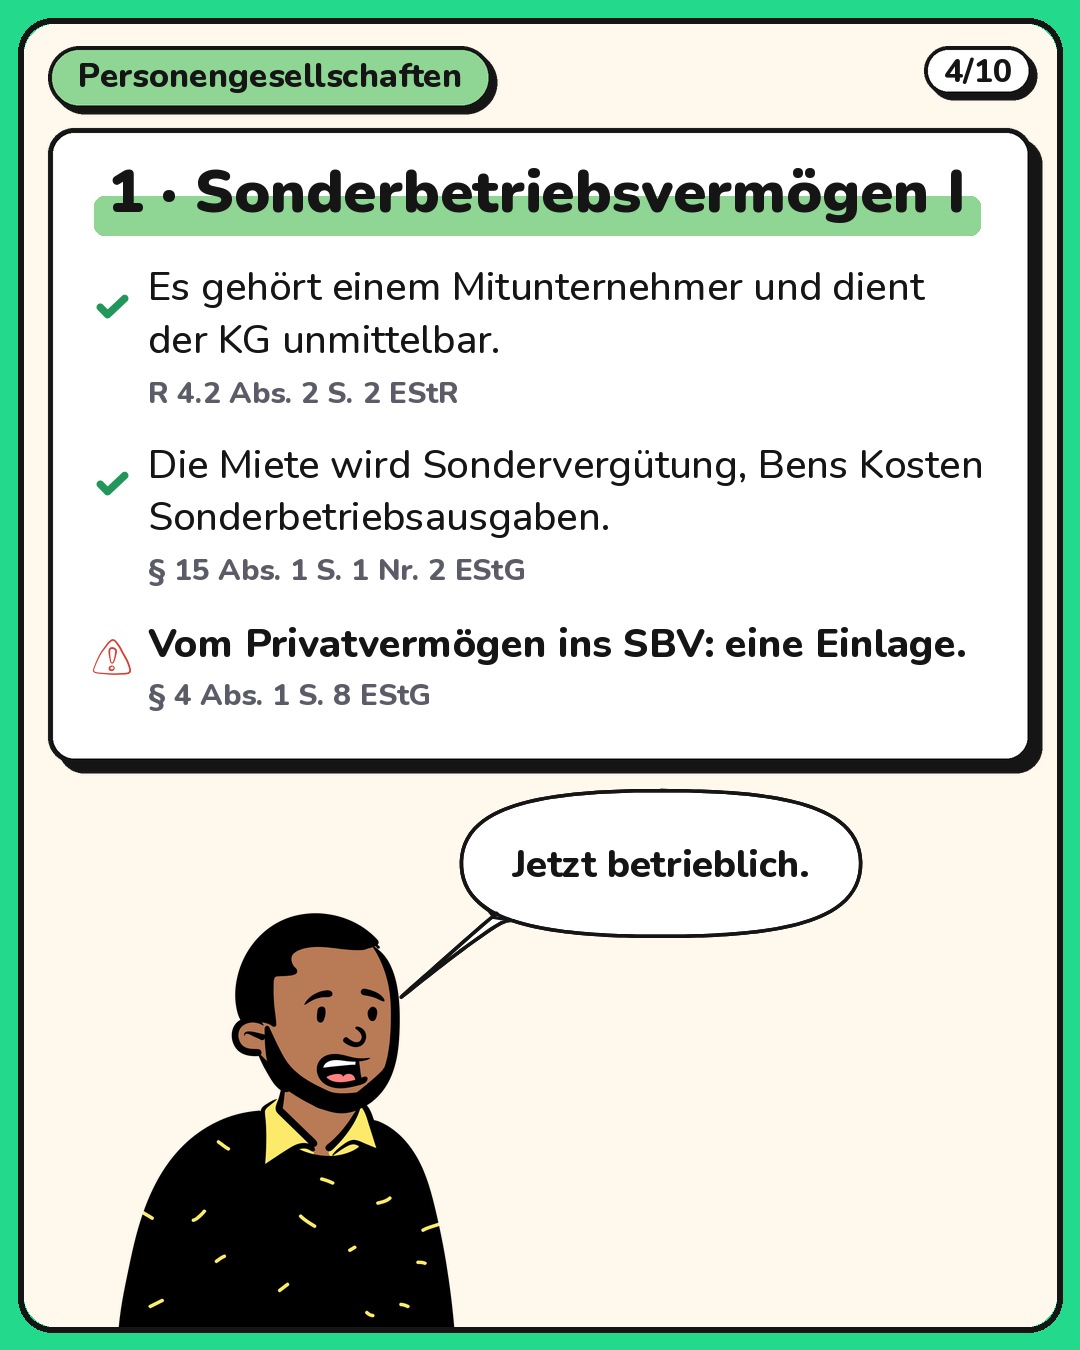 Personengesellschaften
4/10
1 · Sonderbetriebsvermögen I
Es gehört einem Mitunternehmer und dient
der KG unmittelbar.
R 4.2 Abs. 2 S. 2 EStR
Die Miete wird Sondervergütung, Bens Kosten
Sonderbetriebsausgaben.
§ 15 Abs. 1 S. 1 Nr. 2 EStG
Vom Privatvermögen ins SBV: eine Einlage.
§ 4 Abs. 1 S. 8 EStG
Jetzt betrieblich.